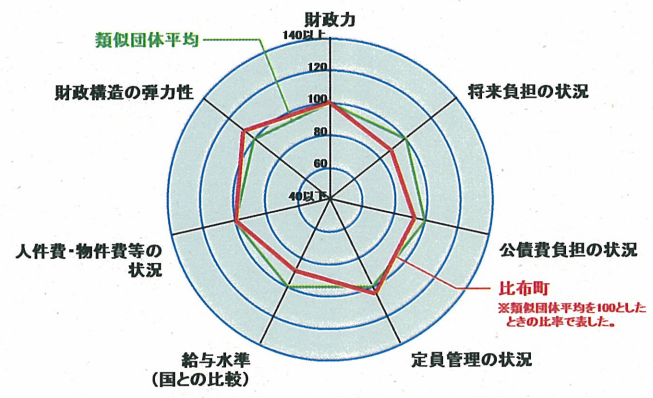 財政力
140以上
類似団体平均
120
財政構造の弾力性
将来負担の状況
100
80
60
40以下
人件費・物件費等の
状況
公債費負担の状況
比布町
※類似団体平均を100とした
ときの比率で表した。
給与水準
（国との比較）
定員管理の状況